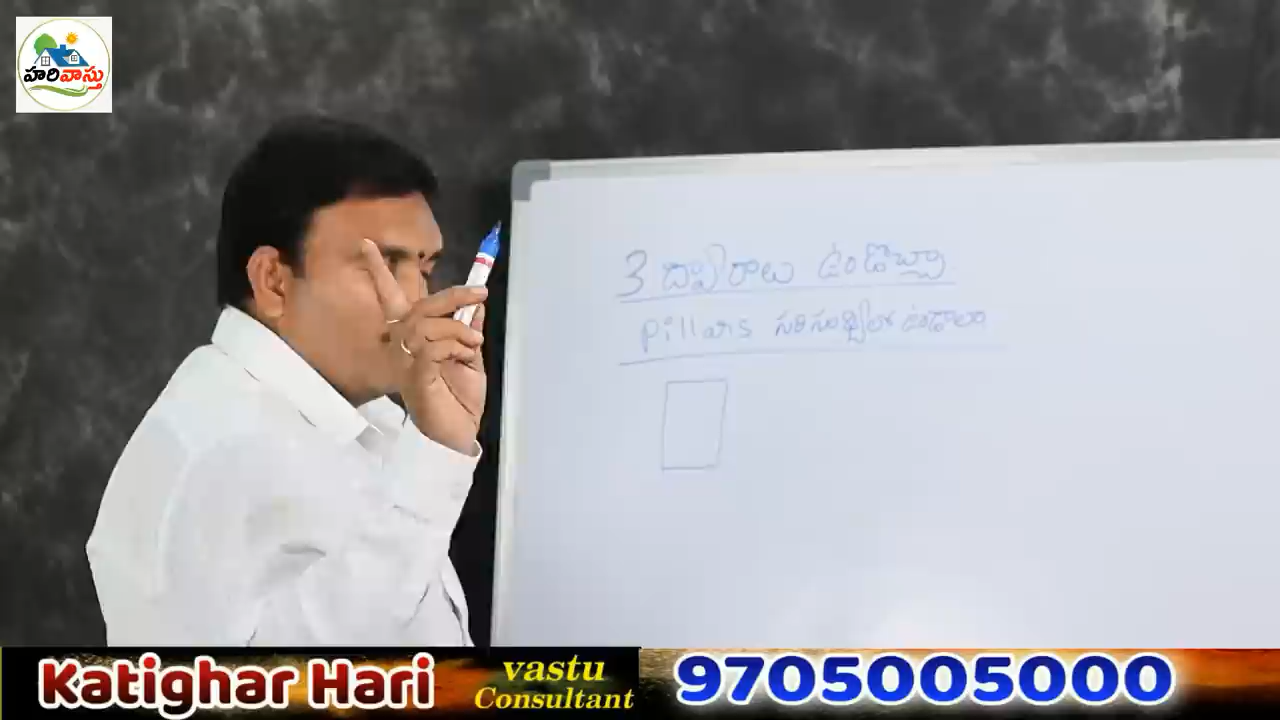 హరివాస్తు
3 ద్వారాలు ఉండొచ్చా
Pillars సరిసంఖ్యలో ఉండాలా
Katighar Hari
vastu
Consultant
9705005000